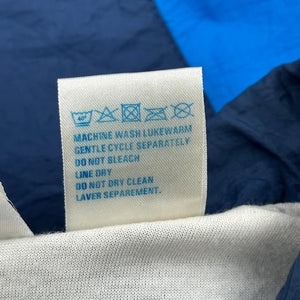 MACHINE WASH LUKEWARM
GENTLE CYCLE SEPARATELY
DO NOT BLEACH
LINE DRY
DO NOT DRY CLEAN
LAVER SEPAREMENT.